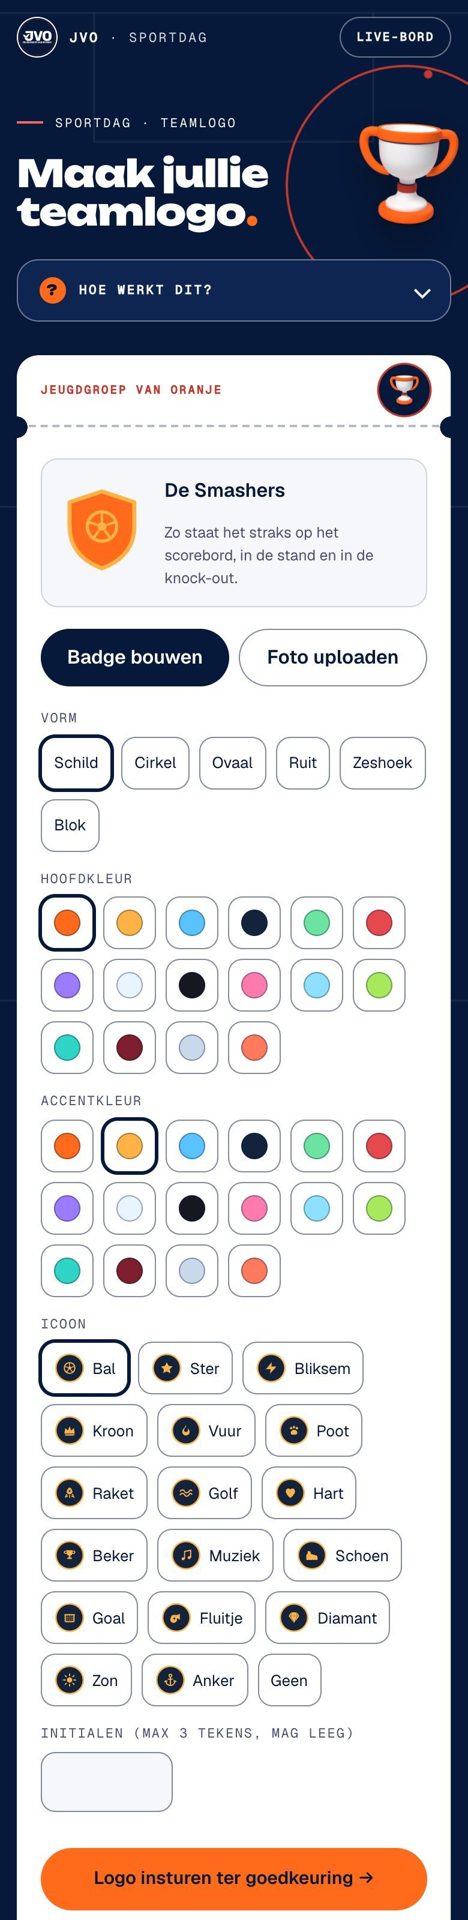 JVO JVO · SPORTDAG LIVE-BORD
SPORTDAG · TEAMLOGO
Maak jullie
teamlogo.
? HOE WERKT DIT?
JEUGDGROEP VAN ORANJE
De Smashers
Zo staat het straks op het
scorebord, in de stand en in de
knock-out.
Badge bouwen Foto uploaden
VORM
Schild Cirkel Ovaal Ruit Zeshoek
Blok
HOOFDKLEUR
ACCENTKLEUR
ICOON
Bal Ster Bliksem
Kroon Vuur Poot
Raket Golf Hart
Beker Muziek Schoen
Goal Fluitje Diamant
Zon Anker Geen
INITIALEN (MAX 3 TEKENS, MAG LEEG)
Logo insturen ter goedkeuring →